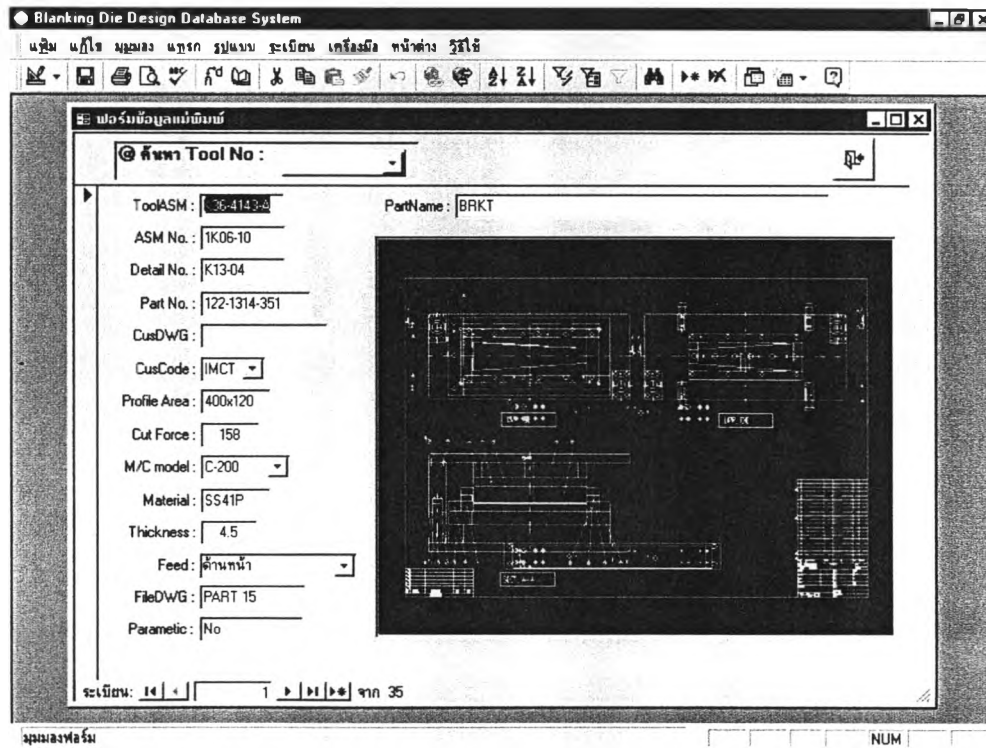 Blanking Die Design Database System
แฟ้ม แก้ไข มุมมอง แทรก รูปแบบ ระเบียน เครื่องมือ หน้าต่าง วิธีใช้
ฟอร์มข้อมูลแม่พิมพ์
@ ค้นหา Tool No :
ToolASM : 36-4143-A PartName : BRKT
ASM No. : 1K06-10
Detail No. : K13-04
Part No. : 122-1314-351
CusDWG :
CusCode : IMCT
Profile Area : 400x120
Cut Force : 158
M/C model : C-200
Material : SS41P
Thickness : 4.5
Feed : ด้านหน้า
FileDWG : PART 15
Parametic : No
ระเบียน: 1 จาก 35
มุมมองฟอร์ม NUM